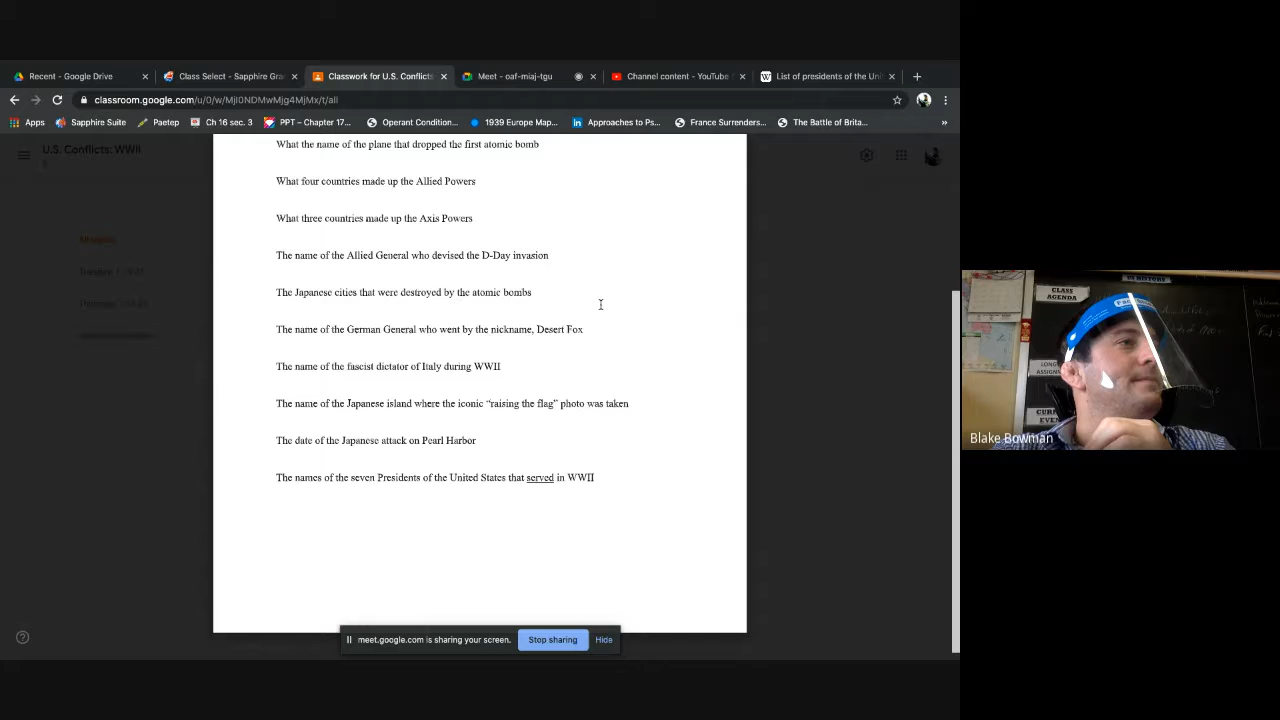 Recent - Google Drive
Class Select - Sapphire Gra
Classwork for U.S. Conflicts
Meet - oaf-miaj-tgu
Channel content - YouTube
List of presidents of the Unit
classroom.google.com/u/0/w/MjI0NDMwMjg4MjMx/t/all
Apps
Sapphire Suite
Paetep
Ch 16 sec. 3
PPT – Chapter 17...
Operant Condition...
1939 Europe Map...
Approaches to Ps...
France Surrenders...
The Battle of Brita...
»
U.S. Conflicts: WWII
What the name of the plane that dropped the first atomic bomb
What four countries made up the Allied Powers
What three countries made up the Axis Powers
The name of the Allied General who devised the D-Day invasion
The Japanese cities that were destroyed by the atomic bombs
The name of the German General who went by the nickname, Desert Fox
The name of the fascist dictator of Italy during WWII
The name of the Japanese island where the iconic “raising the flag” photo was taken
The date of the Japanese attack on Pearl Harbor
The names of the seven Presidents of the United States that served in WWII
meet.google.com is sharing your screen.
Stop sharing
Hide
US HISTORY
CLASS
AGENDA
Blake Bowman